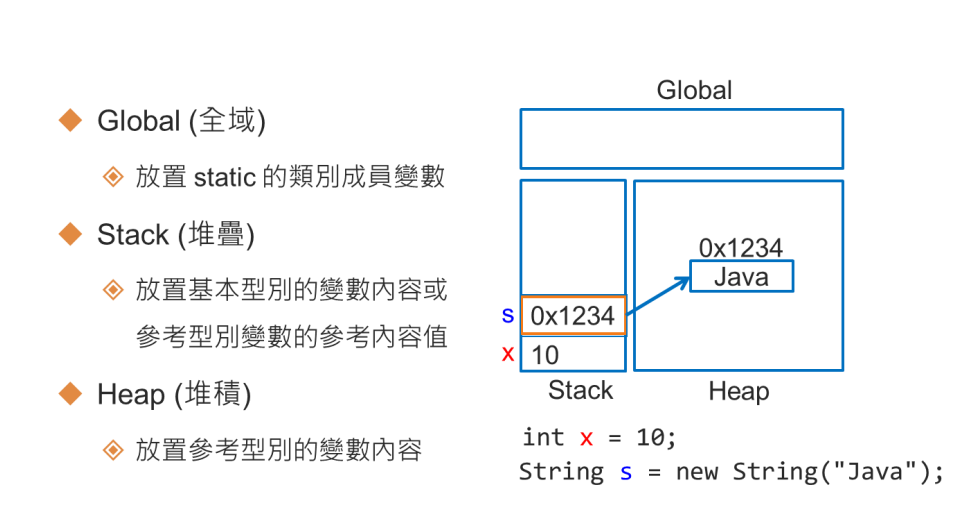 Global (全域)
放置 static 的類別成員變數
Stack (堆疊)
放置基本型別的變數內容或
參考型別變數的參考內容值
Heap (堆積)
放置參考型別的變數內容
Global
0x1234
Java
s 0x1234
x 10
Stack Heap
int x = 10;
String s = new String("Java");